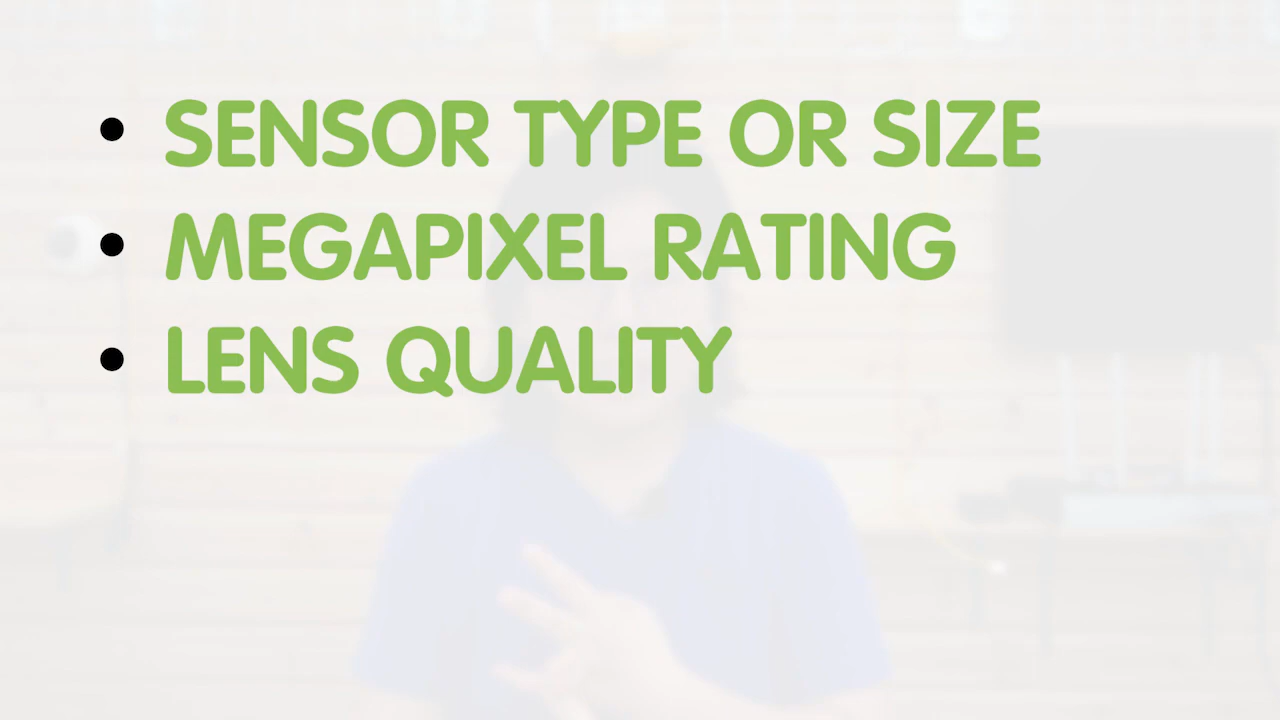 • SENSOR TYPE OR SIZE
• MEGAPIXEL RATING
• LENS QUALITY